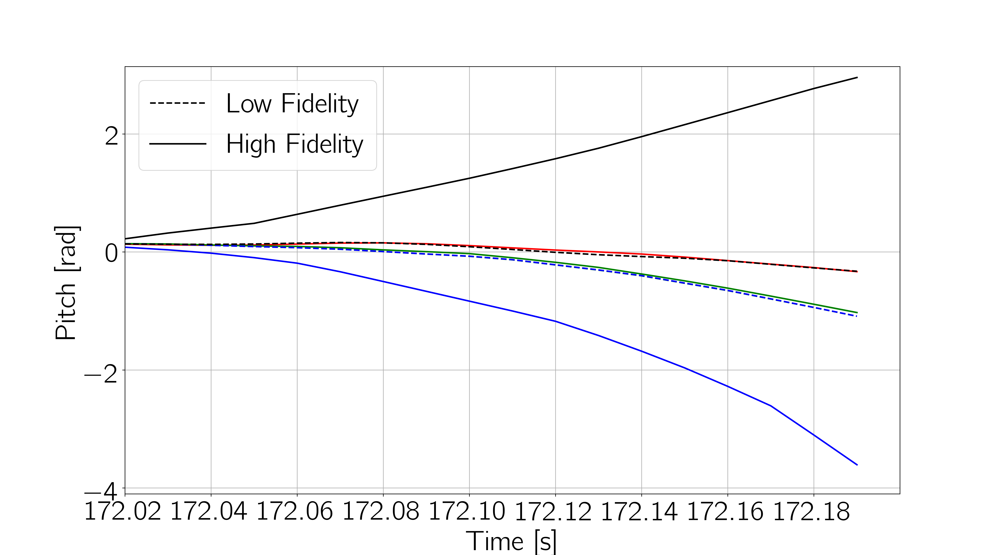 Low Fidelity
High Fidelity
2
0
−2
−4
Pitch [rad]
172.02 172.04 172.06 172.08 172.10 172.12 172.14 172.16 172.18
Time [s]